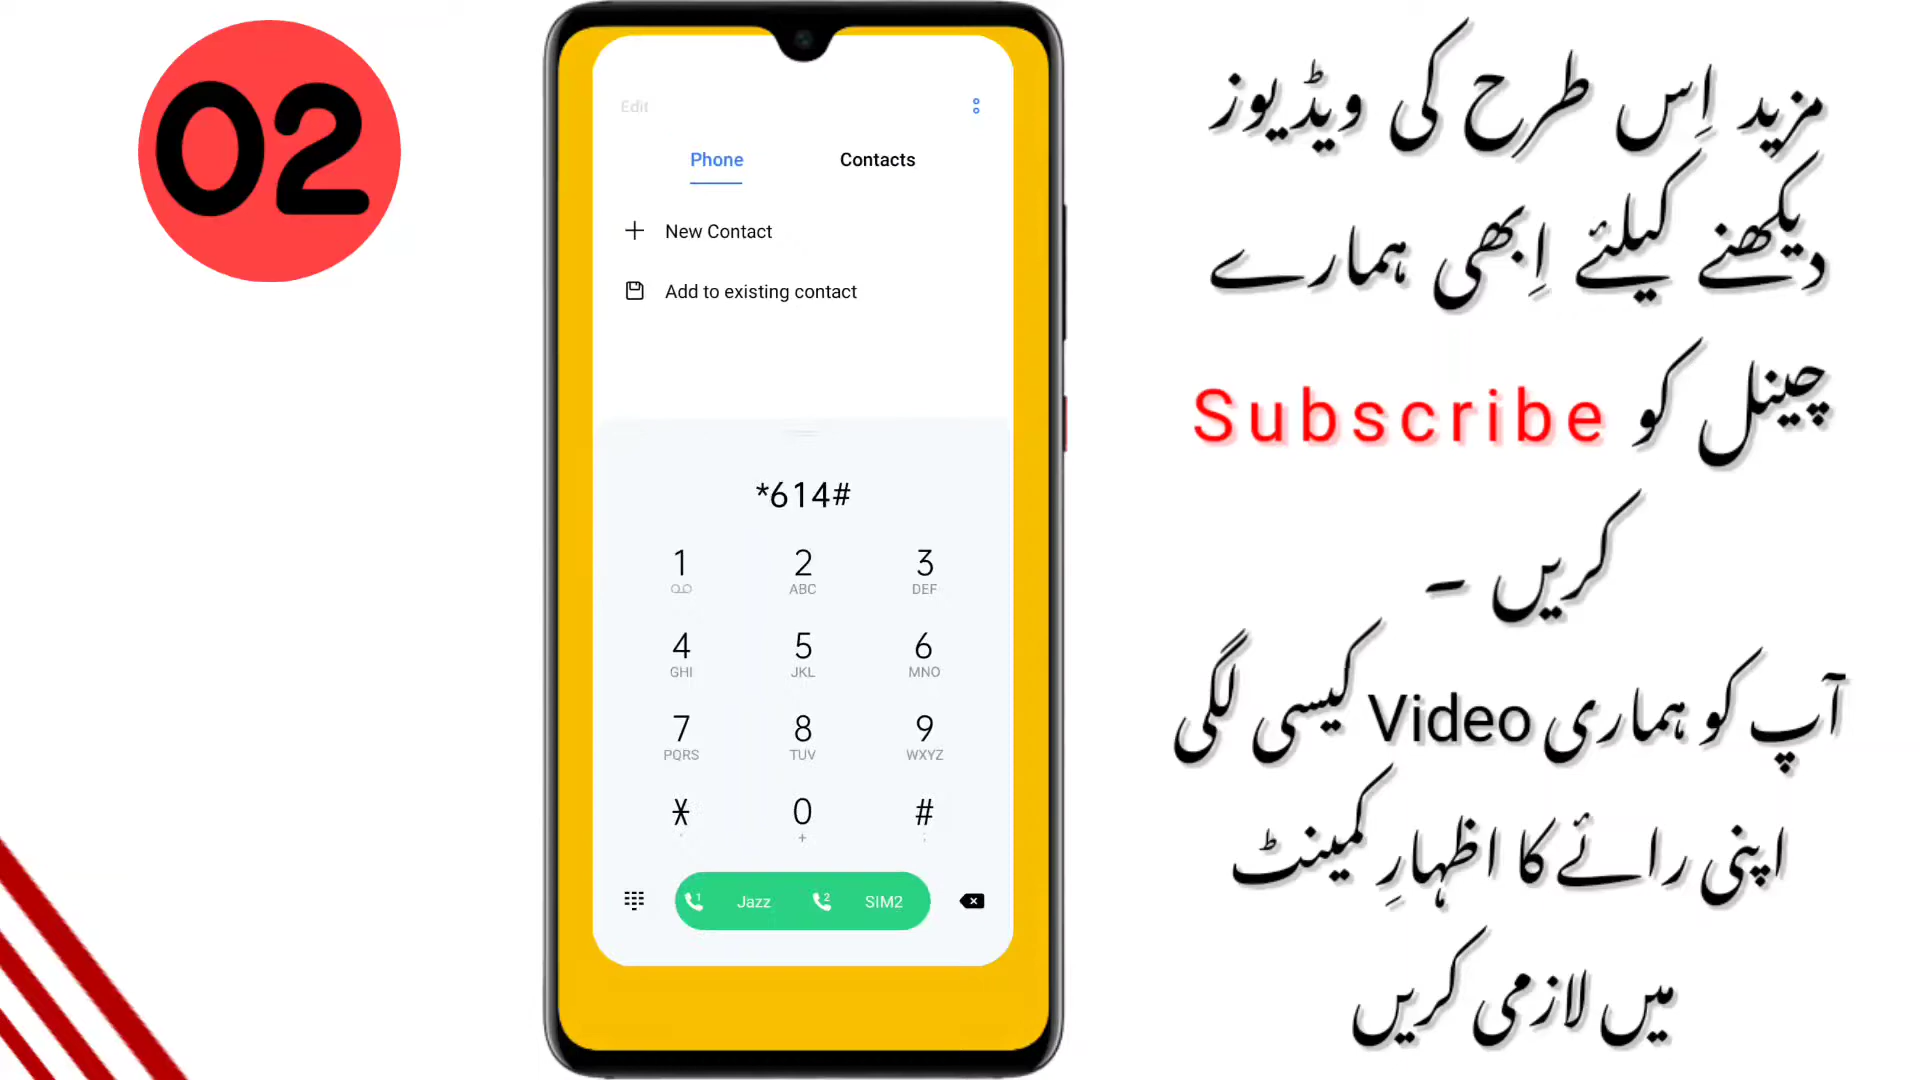 02
Edit
Phone
Contacts
New Contact
Add to existing contact
*614#
1
2 ABC
3 DEF
4 GHI
5 JKL
6 MNO
7 PQRS
8 TUV
9 WXYZ
*
0 +
#
1 Jazz 2 SIM2
مزید اِس طرح کی ویڈیوز
دیکھنے کیلئے اِبھی ہمارے
چینل کو Subscribe
کریں ۔
آپ کو ہماری Video کیسی لگی
اپنی رائے کا اظہارِ کمینٹ
میں لازمی کریں